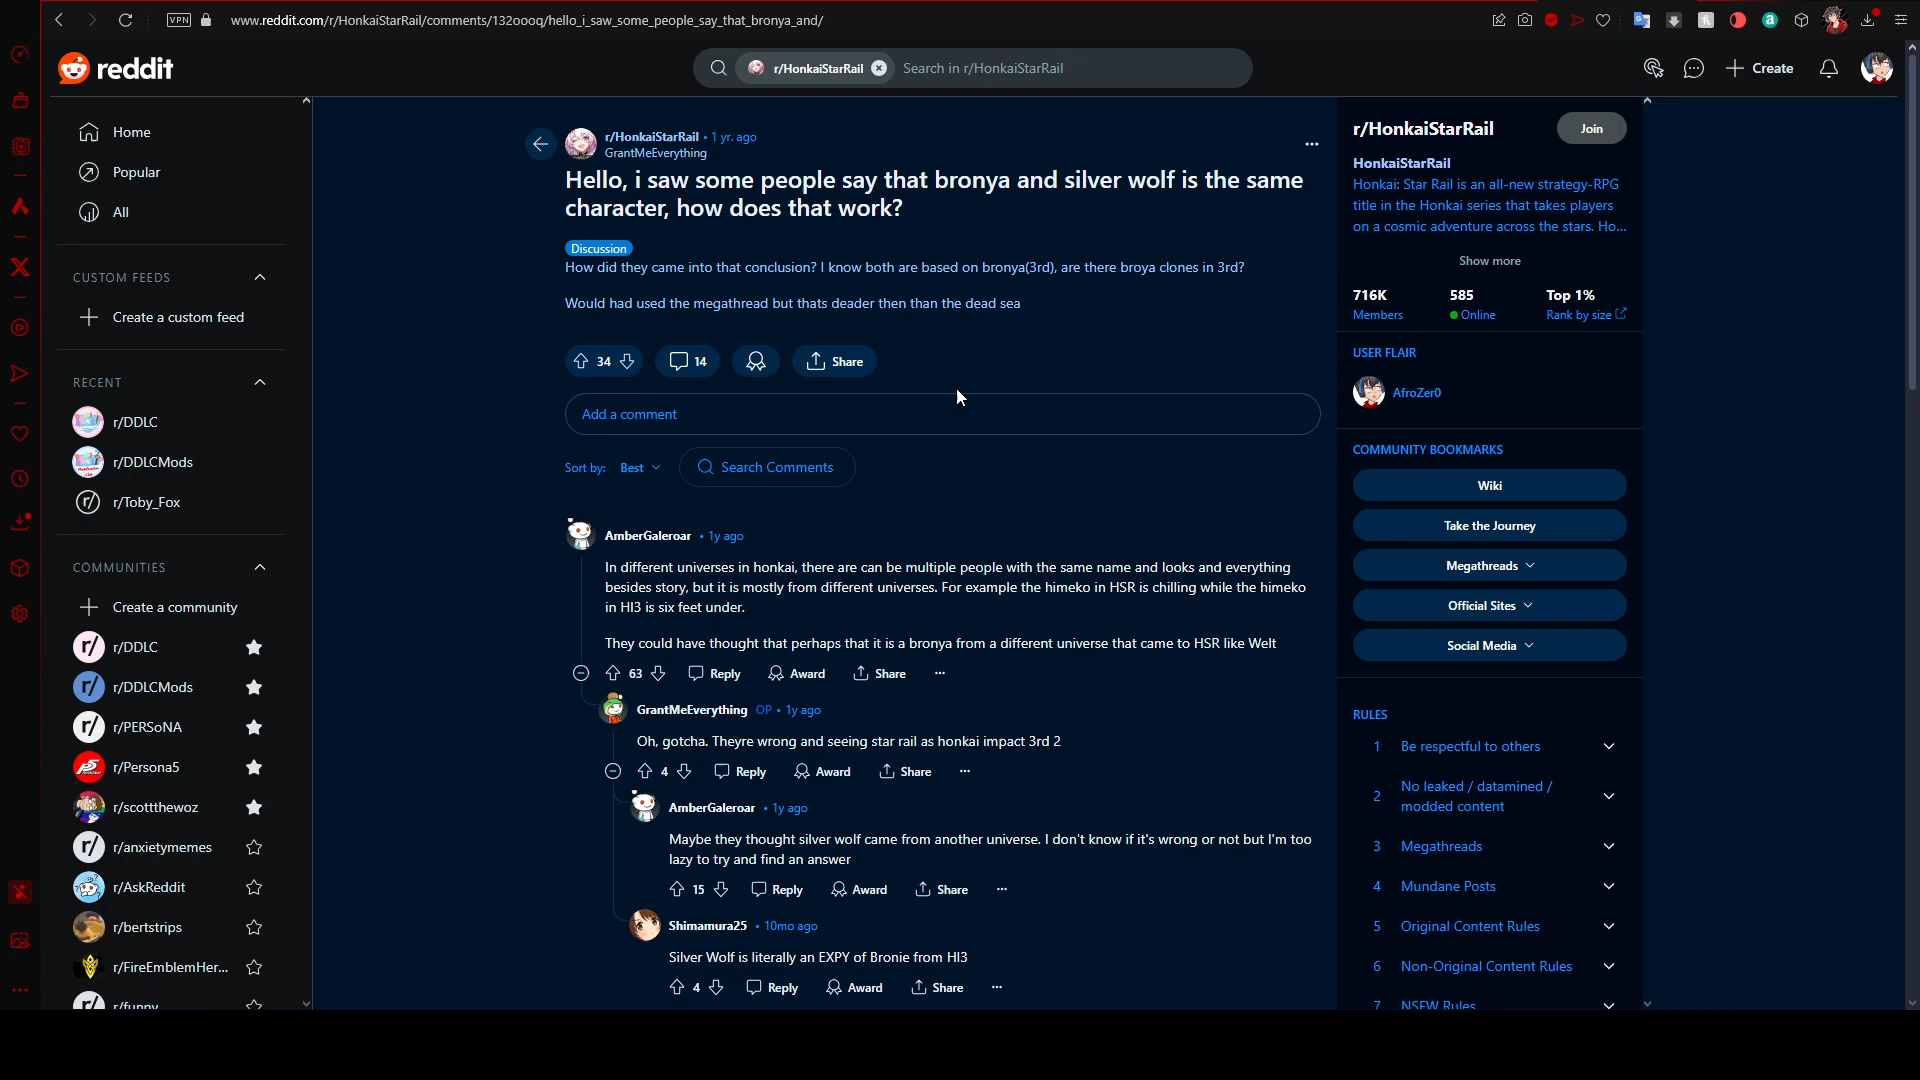 VPN www.reddit.com/r/HonkaiStarRail/comments/132oooq/hello_i_saw_some_people_say_that_bronya_and/
reddit
r/HonkaiStarRail Search in r/HonkaiStarRail
Create
Home
Popular
All
CUSTOM FEEDS
Create a custom feed
RECENT
r/DDLC
r/DDLCMods
r/Toby_Fox
COMMUNITIES
Create a community
r/DDLC
r/DDLCMods
r/PERSoNA
r/Persona5
r/scottthewoz
r/anxietymemes
r/AskReddit
r/bertstrips
r/FireEmblemHer...
r/funny
r/HonkaiStarRail • 1 yr. ago
GrantMeEverything
Hello, i saw some people say that bronya and silver wolf is the same
character, how does that work?
Discussion
How did they came into that conclusion? I know both are based on bronya(3rd), are there broya clones in 3rd?
Would had used the megathread but thats deader then than the dead sea
34 14 Share
Add a comment
Sort by: Best Search Comments
AmberGaleroar • 1y ago
In different universes in honkai, there are can be multiple people with the same name and looks and everything
besides story, but it is mostly from different universes. For example the himeko in HSR is chilling while the himeko
in HI3 is six feet under.
They could have thought that perhaps that it is a bronya from a different universe that came to HSR like Welt
63 Reply Award Share
GrantMeEverything OP • 1y ago
Oh, gotcha. Theyre wrong and seeing star rail as honkai impact 3rd 2
4 Reply Award Share
AmberGaleroar • 1y ago
Maybe they thought silver wolf came from another universe. I don't know if it's wrong or not but I'm too
lazy to try and find an answer
15 Reply Award Share
Shimamura25 • 10mo ago
Silver Wolf is literally an EXPY of Bronie from HI3
4 Reply Award Share
r/HonkaiStarRail
Join
HonkaiStarRail
Honkai: Star Rail is an all-new strategy-RPG
title in the Honkai series that takes players
on a cosmic adventure across the stars. Ho...
Show more
716K 585 Top 1%
Members Online Rank by size
USER FLAIR
AfroZer0
COMMUNITY BOOKMARKS
Wiki
Take the Journey
Megathreads
Official Sites
Social Media
RULES
1 Be respectful to others
2 No leaked / datamined /
modded content
3 Megathreads
4 Mundane Posts
5 Original Content Rules
6 Non-Original Content Rules
7 NSFW Rules